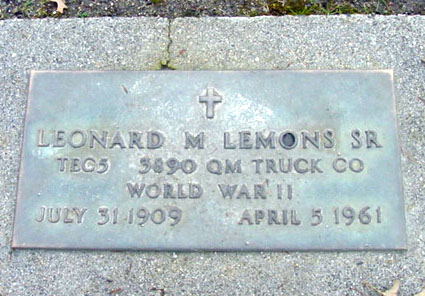 LEONARD M LEMONS SR
TEC5 3890 QM TRUCK CO
WORLD WAR II
JULY 31 1909 APRIL 5 1961